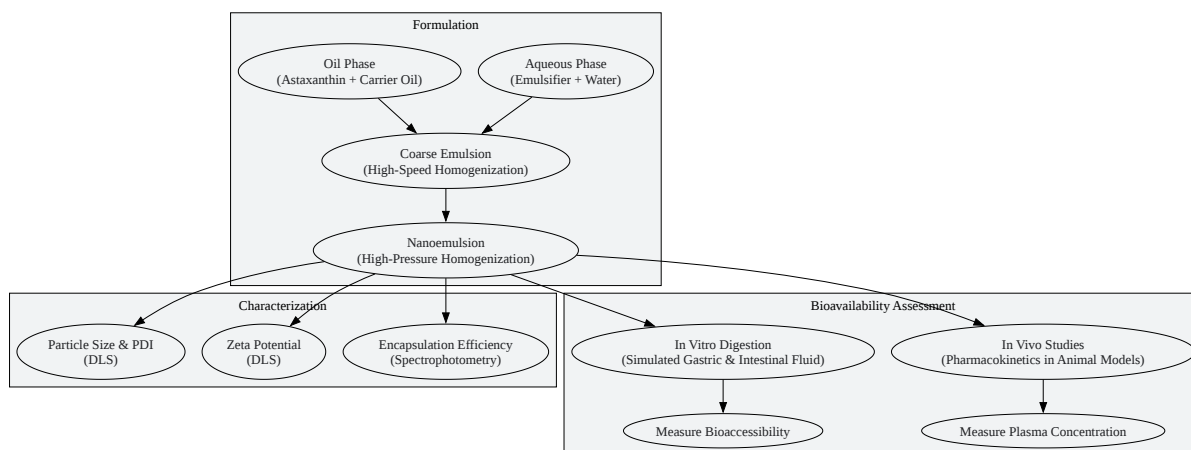 Formulation
Oil Phase
(Astaxanthin + Carrier Oil)
Aqueous Phase
(Emulsifier + Water)
Coarse Emulsion
(High-Speed Homogenization)
Nanoemulsion
(High-Pressure Homogenization)
Characterization
Particle Size & PDI
(DLS)
Zeta Potential
(DLS)
Encapsulation Efficiency
(Spectrophotometry)
Bioavailability Assessment
In Vitro Digestion
(Simulated Gastric & Intestinal Fluid)
In Vivo Studies
(Pharmacokinetics in Animal Models)
Measure Bioaccessibility
Measure Plasma Concentration